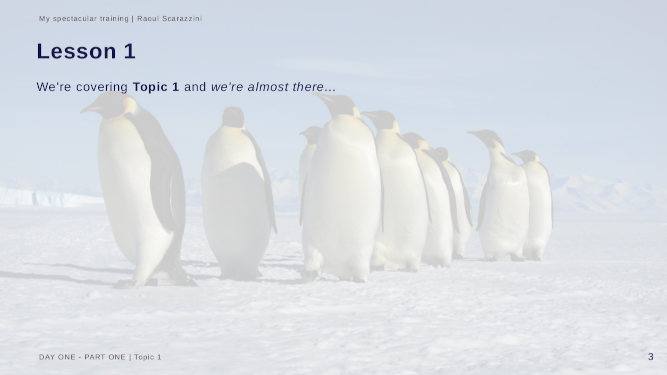 My spectacular training | Raoul Scarazzini
Lesson 1
We're covering Topic 1 and we're almost there...
DAY ONE - PART ONE | Topic 1
3